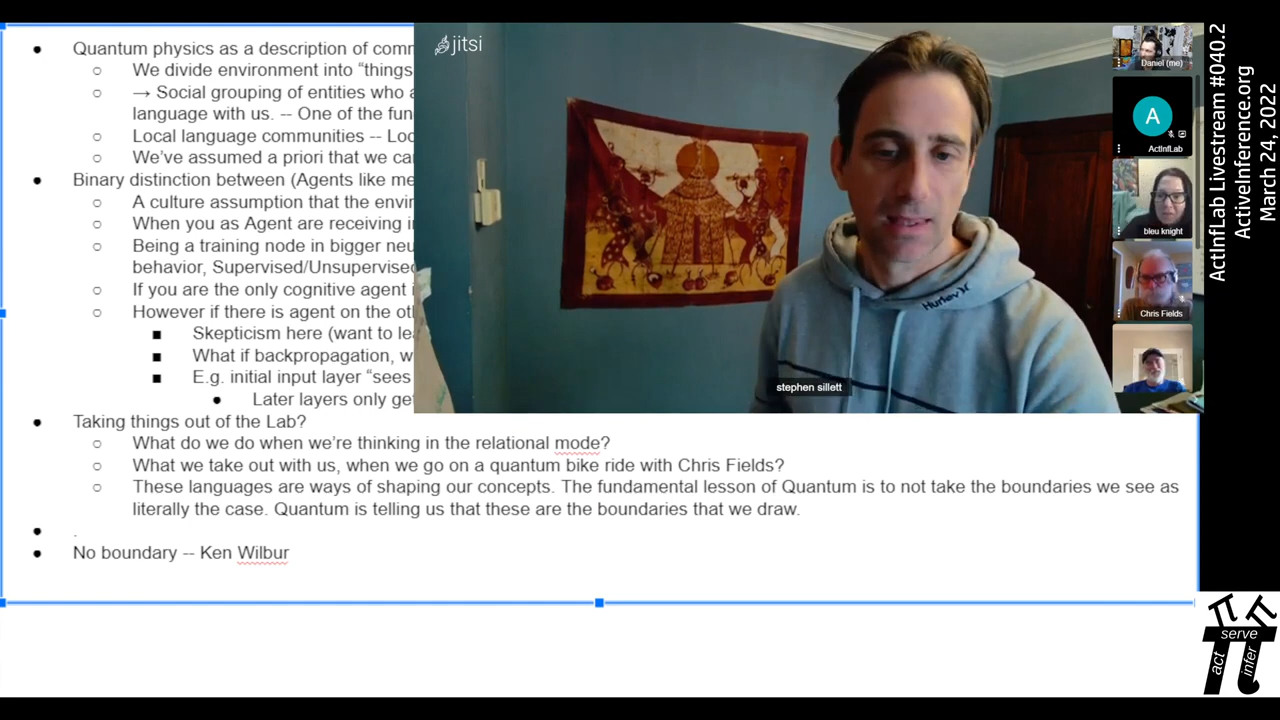 Quantum physics as a description of comm
We divide environment into "things
→ Social grouping of entities who a
language with us. -- One of the fun
Local language communities -- Loc
We've assumed a priori that we can
Binary distinction between (Agents like me
A culture assumption that the envir
When you as Agent are receiving in
Being a training node in bigger neu
behavior, Supervised/Unsupervised
If you are the only cognitive agent i
However if there is agent on the oth
Skepticism here (want to lea
What if backpropagation, w
E.g. initial input layer "sees
Later layers only get
Taking things out of the Lab?
What do we do when we're thinking in the relational mode?
What we take out with us, when we go on a quantum bike ride with Chris Fields?
These languages are ways of shaping our concepts. The fundamental lesson of Quantum is to not take the boundaries we see as
literally the case. Quantum is telling us that these are the boundaries that we draw.
.
No boundary -- Ken Wilbur
jitsi
Hurley
stephen sillett
Daniel (me)
A
ActInfLab
bleu knight
Chris Fields
ActInfLab Livestream #040.2
ActiveInference.org
March 24, 2022
serve
act
infer